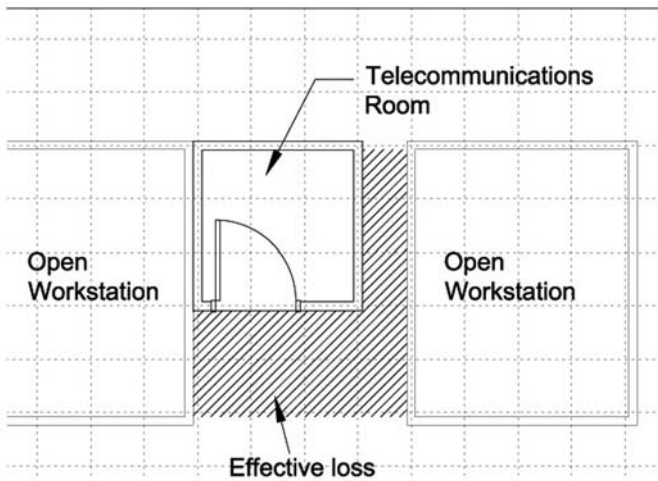 Telecommunications
Room
Open
Workstation
Open
Workstation
Effective loss